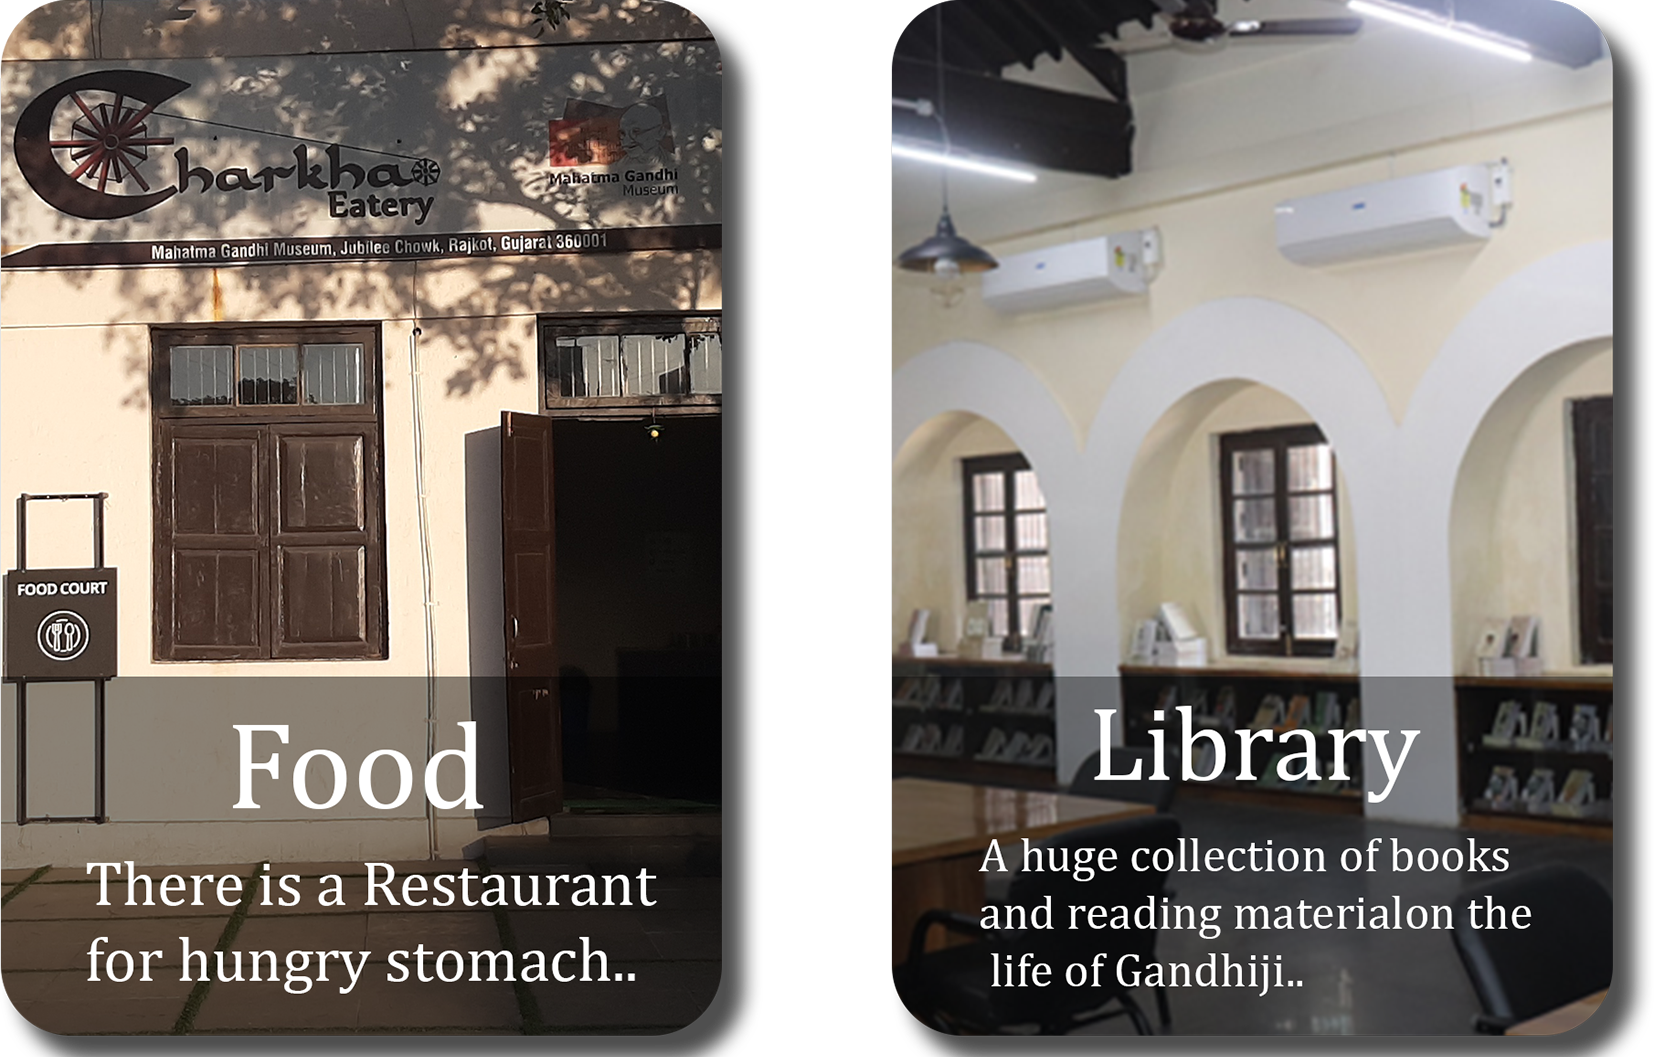 Charkha
Eatery
Mahatma Gandhi
Museum
Mahatma Gandhi Museum, Jubilee Chowk, Rajkot, Gujarat 360001
FOOD COURT
Food
There is a Restaurant
for hungry stomach..
Library
A huge collection of books
and reading materialon the
life of Gandhiji..